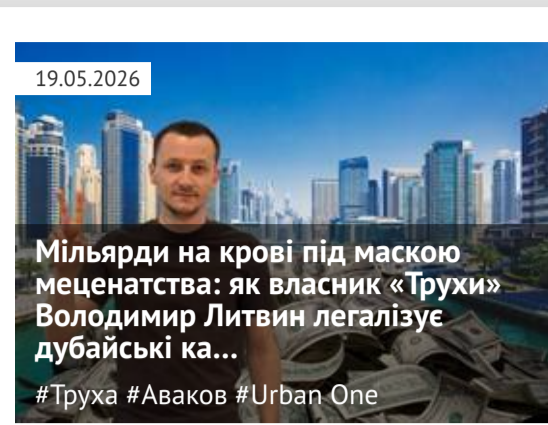 19.05.2026
Мільярди на крові під маскою
меценатства: як власник «Трухи»
Володимир Литвин легалізує
дубайські ка...
#Труха #Аваков #Urban One